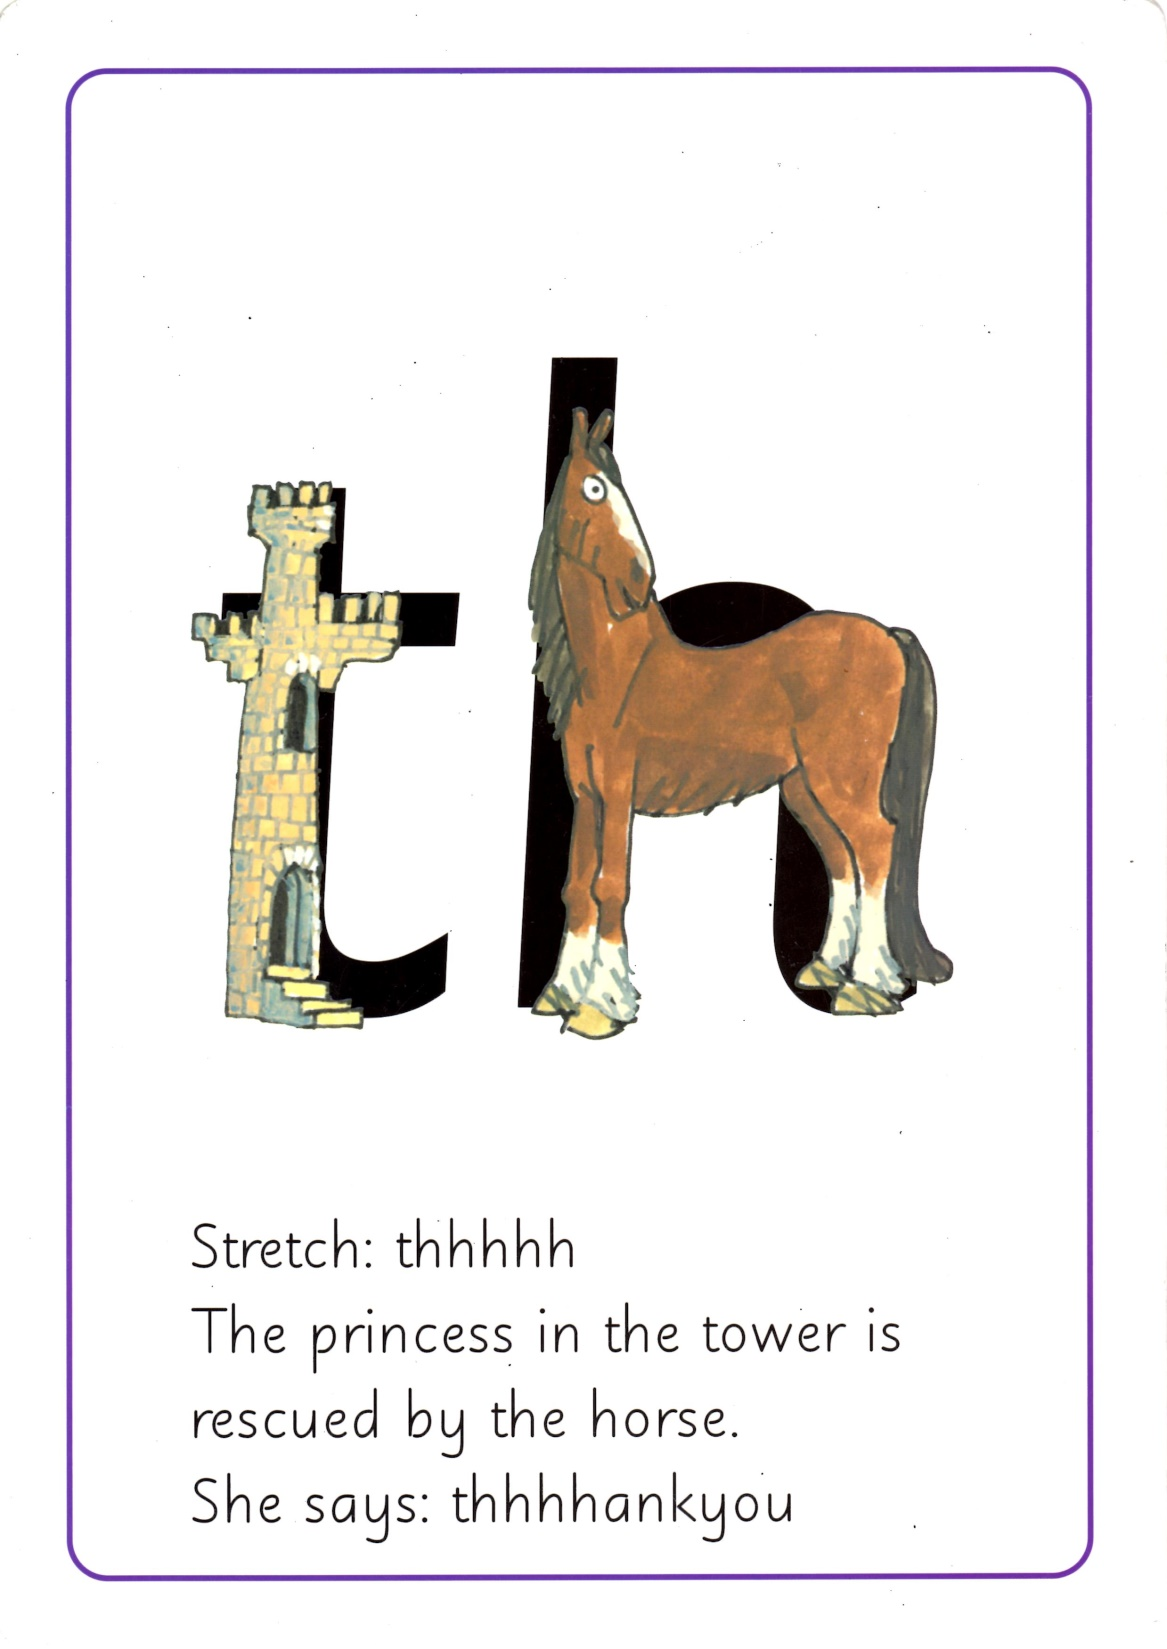 th
Stretch: thhhhh
The princess in the tower is
rescued by the horse.
She says: thhhhankyou